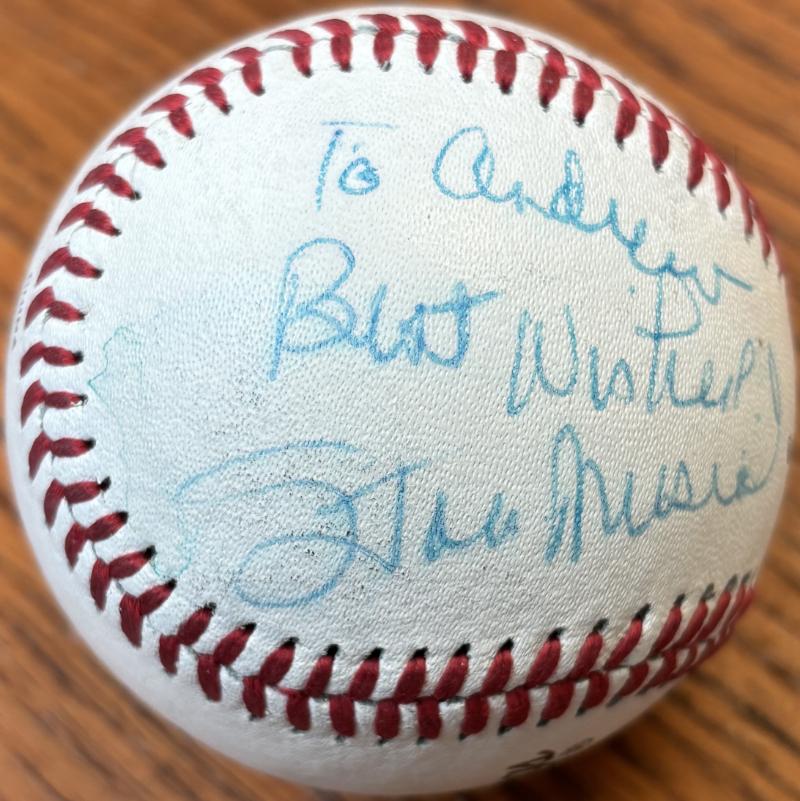 To Andrew
Best Wishes
Stan Musial